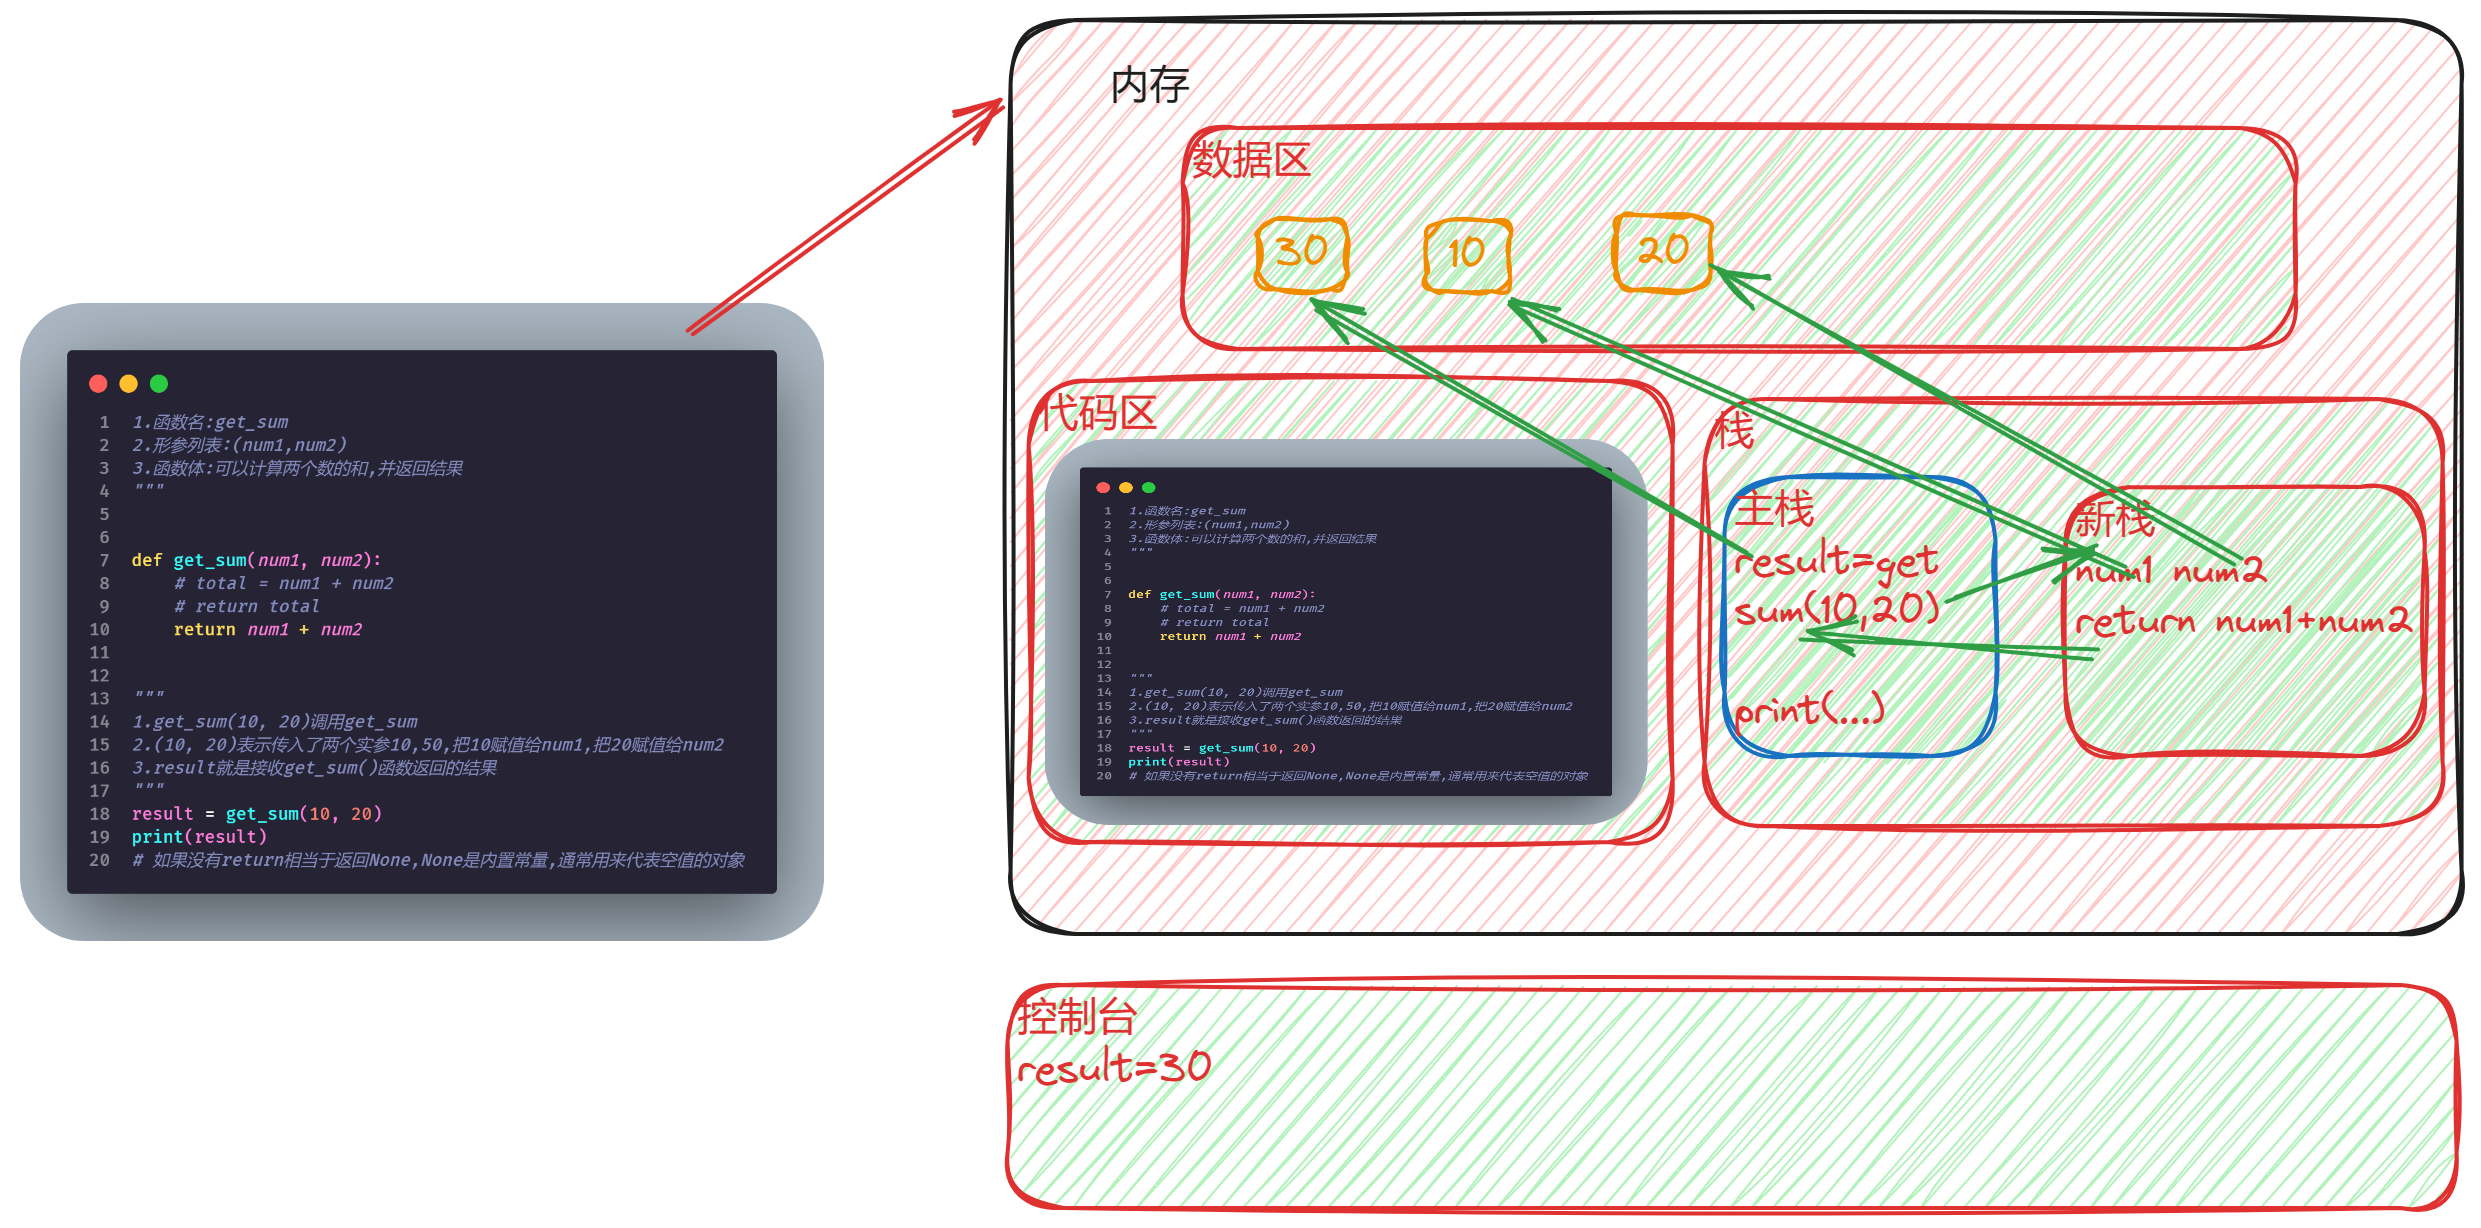 1 1.函数名:get_sum
2 2.形参列表:(num1,num2)
3 3.函数体:可以计算两个数的和,并返回结果
4 """
5
6
7 def get_sum(num1, num2):
8 # total = num1 + num2
9 # return total
10 return num1 + num2
11
12
13 """
14 1.get_sum(10, 20)调用get_sum
15 2.(10, 20)表示传入了两个实参10,50,把10赋值给num1,把20赋值给num2
16 3.result就是接收get_sum()函数返回的结果
17 """
18 result = get_sum(10, 20)
19 print(result)
20 # 如果没有return相当于返回None,None是内置常量,通常用来代表空值的对象
内存
数据区
30 10 20
代码区
1 1.函数名:get_sum
2 2.形参列表:(num1,num2)
3 3.函数体:可以计算两个数的和,并返回结果
4 """
5
6
7 def get_sum(num1, num2):
8 # total = num1 + num2
9 # return total
10 return num1 + num2
11
12
13 """
14 1.get_sum(10, 20)调用get_sum
15 2.(10, 20)表示传入了两个实参10,50,把10赋值给num1,把20赋值给num2
16 3.result就是接收get_sum()函数返回的结果
17 """
18 result = get_sum(10, 20)
19 print(result)
20 # 如果没有return相当于返回None,None是内置常量,通常用来代表空值的对象
栈
主栈
result=get
sum(10,20)
print(...)
新栈
num1 num2
return num1+num2
控制台
result=30